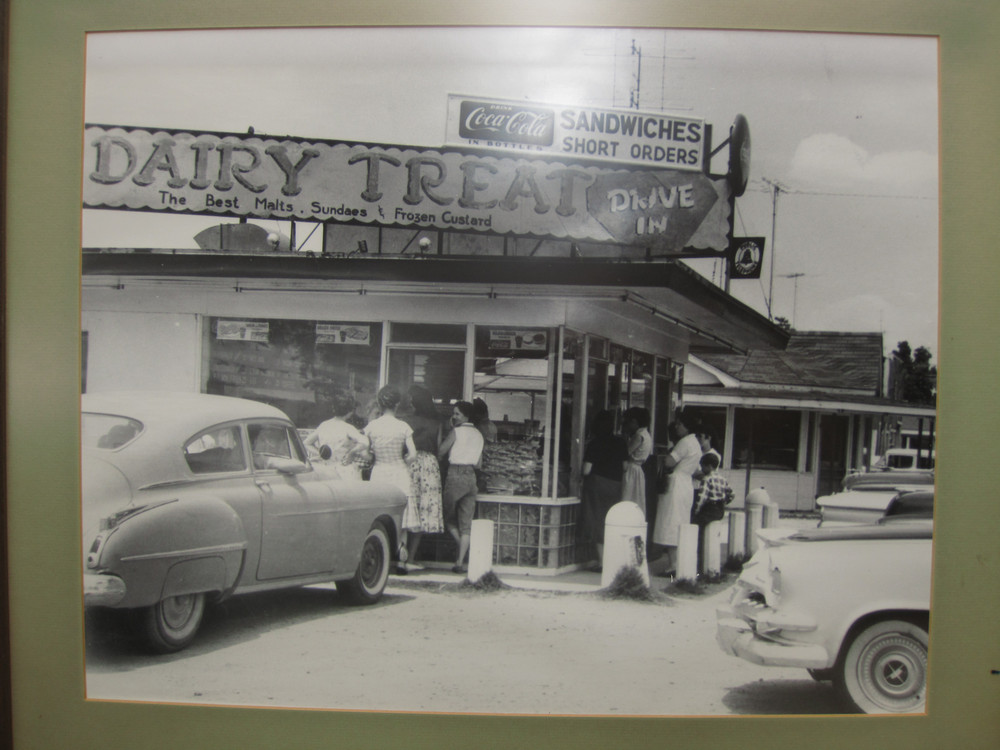 DRINK
Coca-Cola
IN BOTTLES
SANDWICHES
SHORT ORDERS
DAIRY TREAT
The Best Malts, Sundaes & Frozen Custard
DRIVE
IN